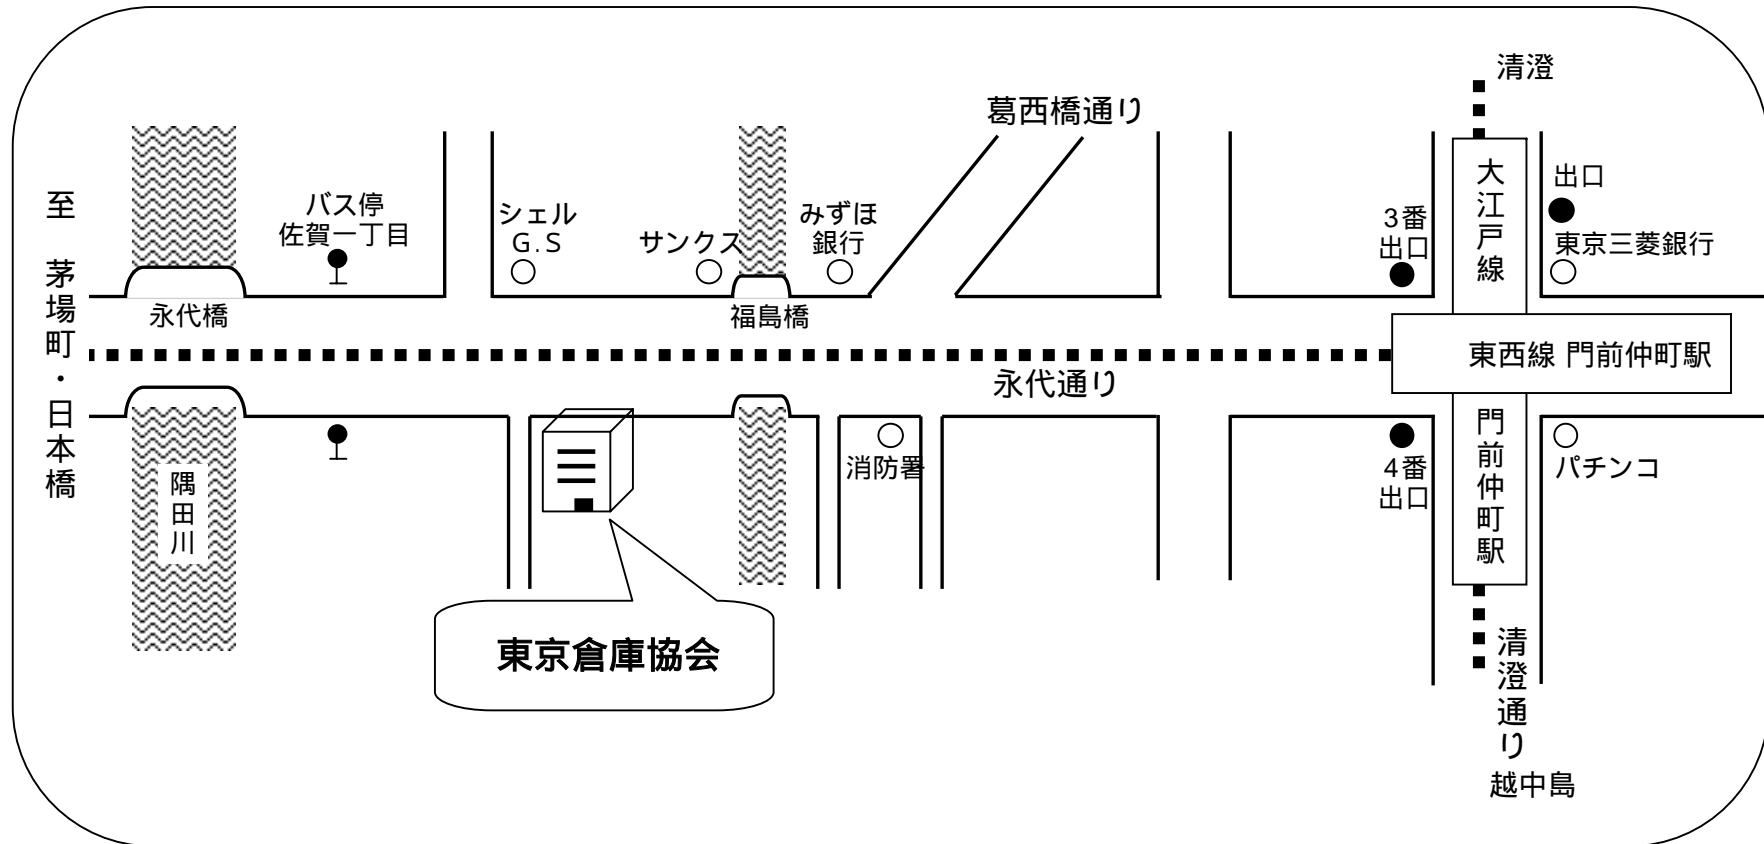 清澄
葛西橋通り
至 茅場町・日本橋
バス停
佐賀一丁目
シェル
G.S
サンクス
みずほ
銀行
3番
出口
大江戸線
出口
東京三菱銀行
永代橋
福島橋
東西線 門前仲町駅
永代通り
隅田川
消防署
4番
出口
門前仲町駅
パチンコ
東京倉庫協会
清澄通り
越中島